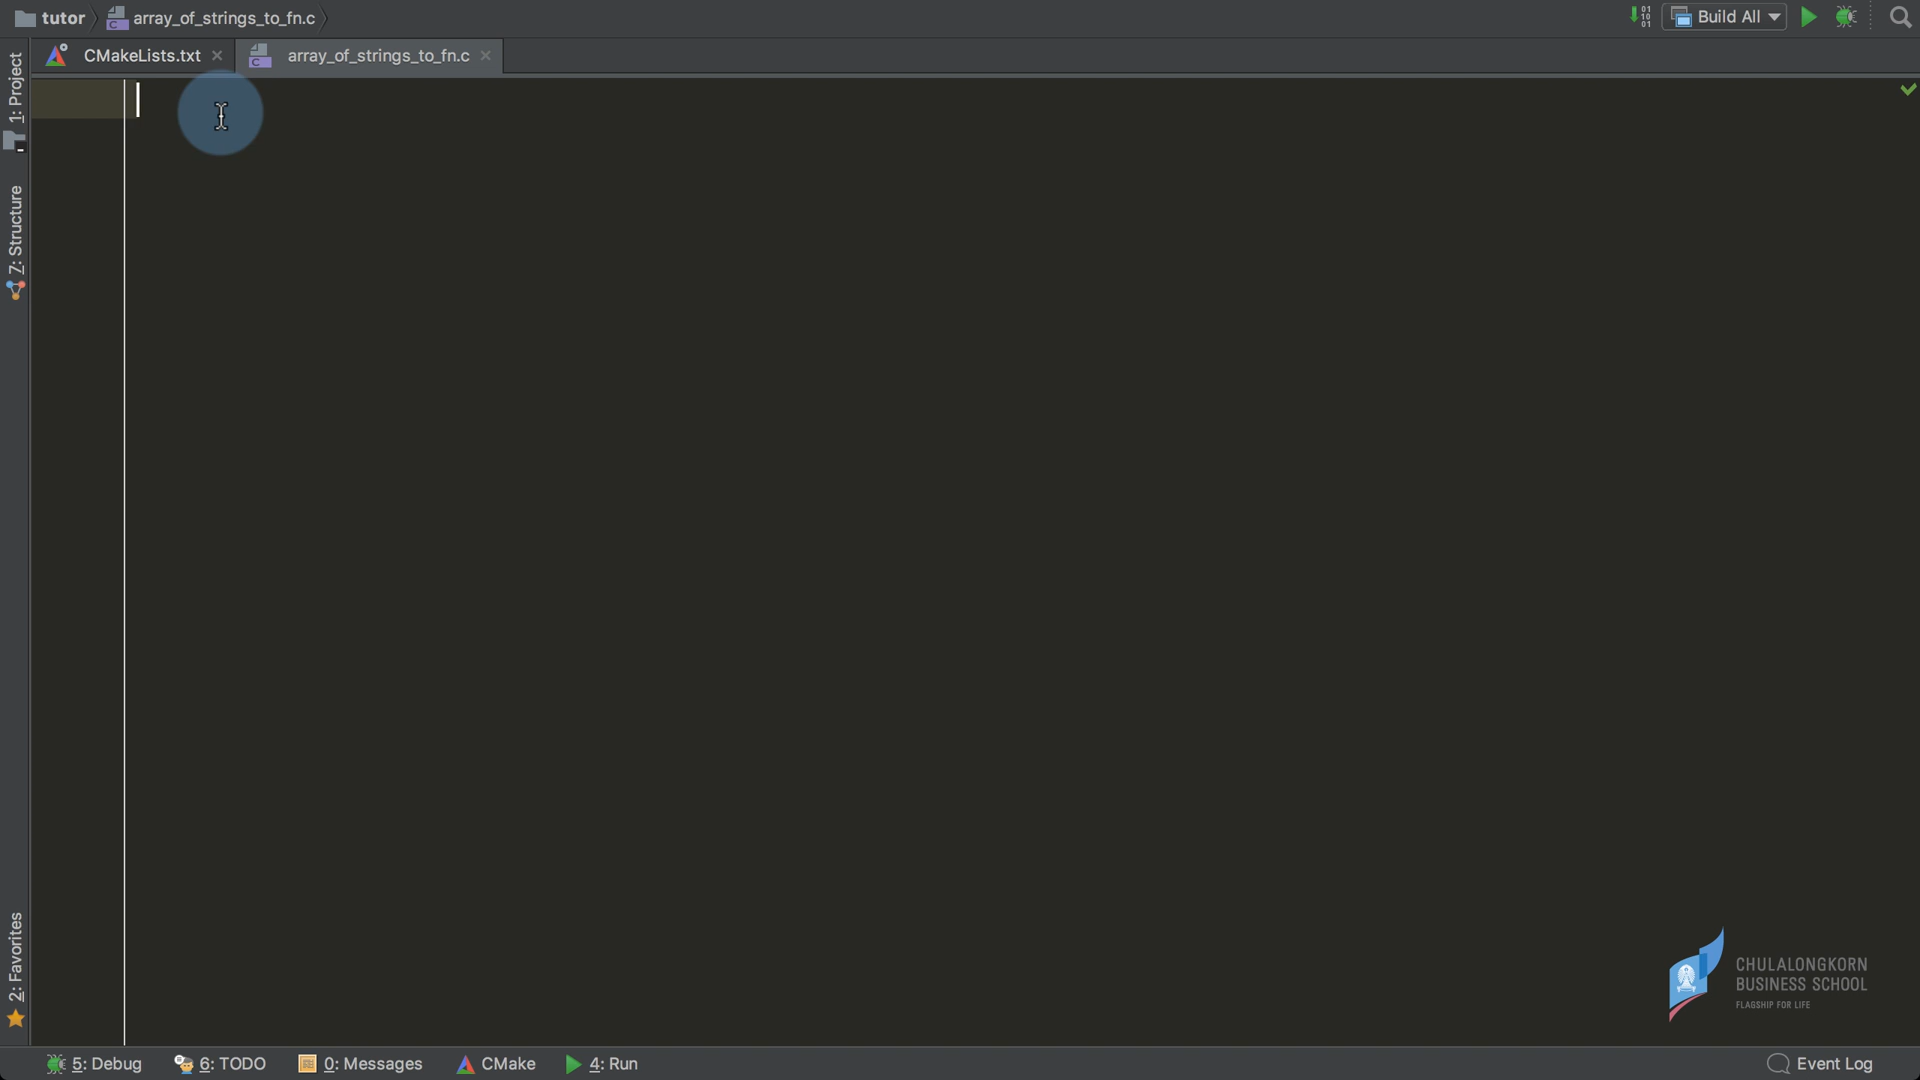 tutor
array_of_strings_to_fn.c
Build All
CMakeLists.txt
array_of_strings_to_fn.c
1: Project
7: Structure
2: Favorites
CHULALONGKORN
BUSINESS SCHOOL
FLAGSHIP FOR LIFE
5: Debug
6: TODO
0: Messages
CMake
4: Run
Event Log